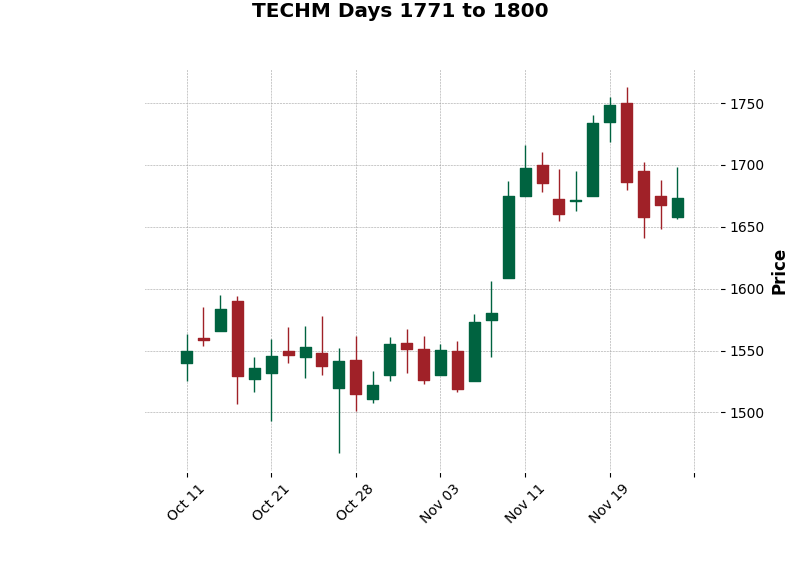 TECHM Days 1771 to 1800
1750
1700
1650
1600
1550
1500
Price
Oct 11
Oct 21
Oct 28
Nov 03
Nov 11
Nov 19